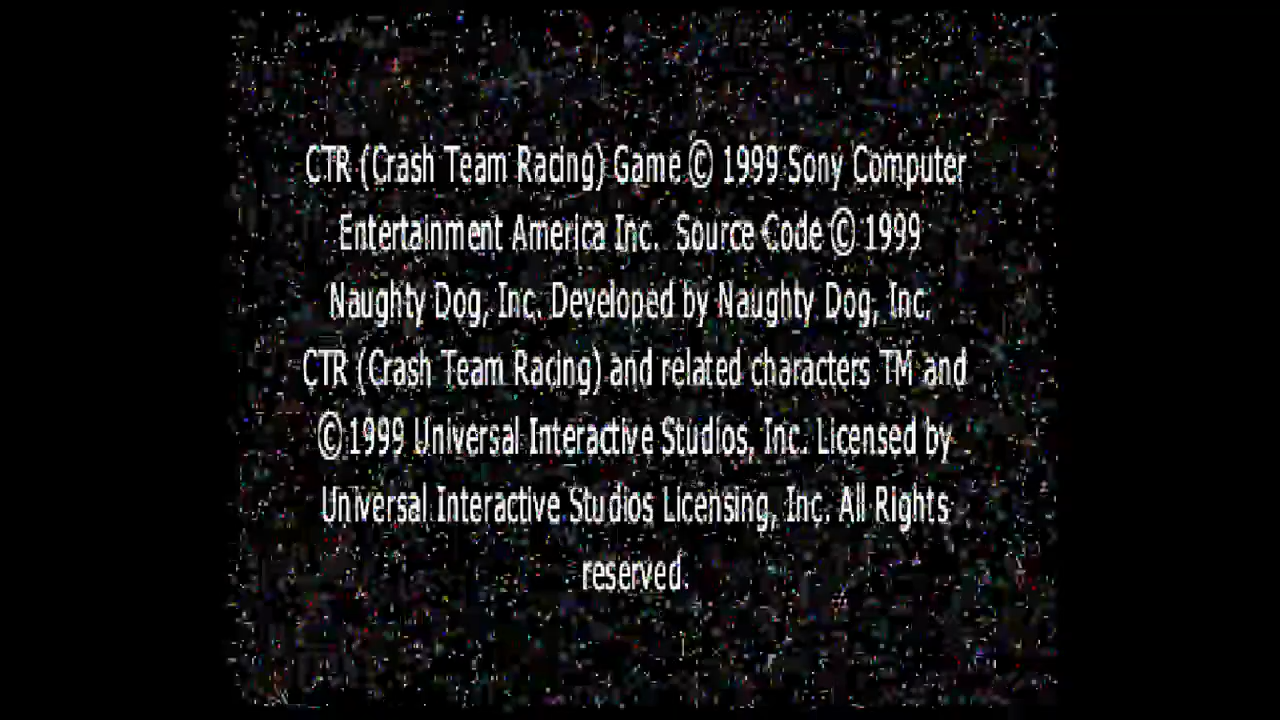 CTR (Crash Team Racing) Game © 1999 Sony Computer
Entertainment America Inc.  Source Code © 1999
Naughty Dog, Inc. Developed by Naughty Dog, Inc.
CTR (Crash Team Racing) and related characters TM and
© 1999 Universal Interactive Studios, Inc. Licensed by
Universal Interactive Studios Licensing, Inc. All Rights
reserved.